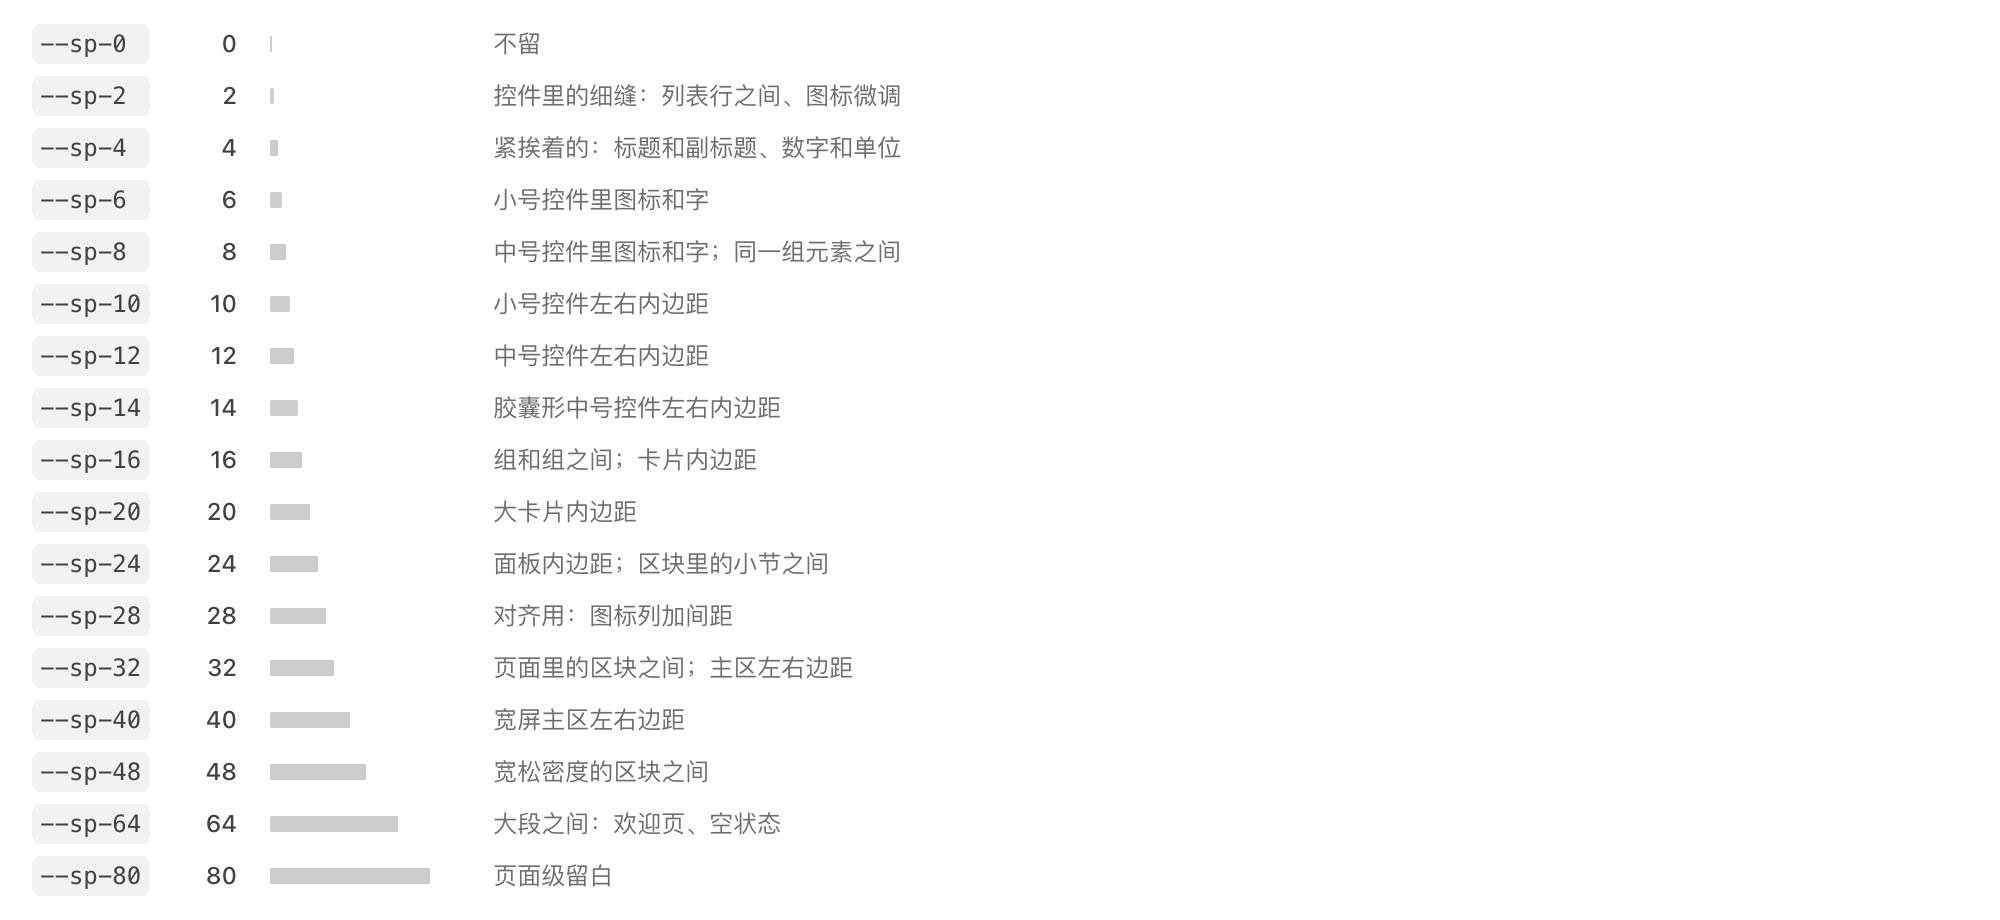 --sp-0 0 不留
--sp-2 2 控件里的细缝：列表行之间、图标微调
--sp-4 4 紧挨着的：标题和副标题、数字和单位
--sp-6 6 小号控件里图标和字
--sp-8 8 中号控件里图标和字；同一组元素之间
--sp-10 10 小号控件左右内边距
--sp-12 12 中号控件左右内边距
--sp-14 14 胶囊形中号控件左右内边距
--sp-16 16 组和组之间；卡片内边距
--sp-20 20 大卡片内边距
--sp-24 24 面板内边距；区块里的小节之间
--sp-28 28 对齐用：图标列加间距
--sp-32 32 页面里的区块之间；主区左右边距
--sp-40 40 宽屏主区左右边距
--sp-48 48 宽松密度的区块之间
--sp-64 64 大段之间：欢迎页、空状态
--sp-80 80 页面级留白